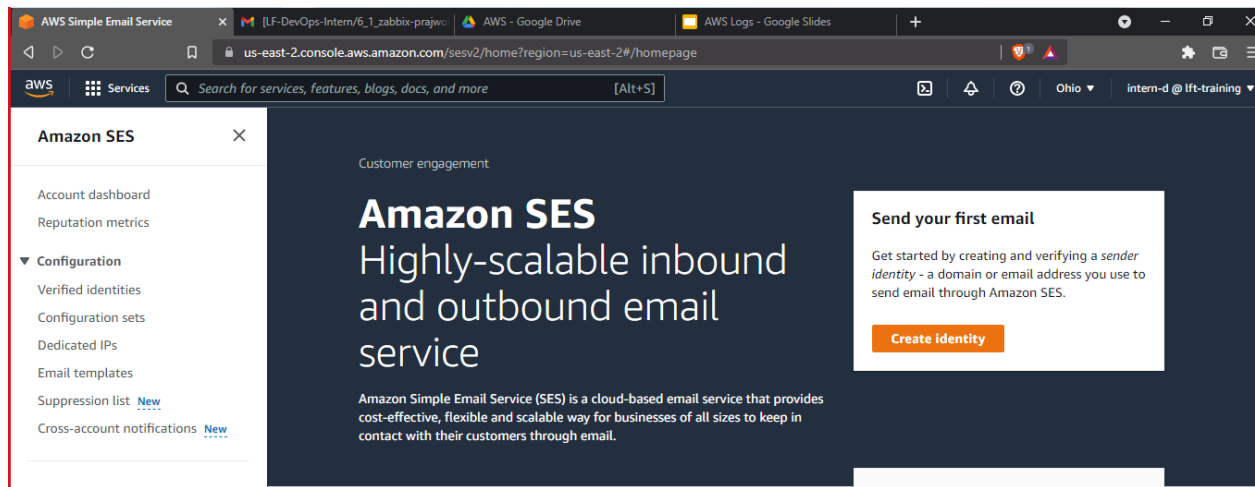 AWS Simple Email Service
[LF-DevOps-Intern/6_1_zabbix-prajwo
AWS - Google Drive
AWS Logs - Google Slides
us-east-2.console.aws.amazon.com/sesv2/home?region=us-east-2#/homepage
1
aws
Services
Search for services, features, blogs, docs, and more
[Alt+S]
Ohio
intern-d @ lft-training
Amazon SES
Account dashboard
Reputation metrics
Configuration
Verified identities
Configuration sets
Dedicated IPs
Email templates
Suppression list New
Cross-account notifications New
Customer engagement
Amazon SES
Highly-scalable inbound
and outbound email
service
Amazon Simple Email Service (SES) is a cloud-based email service that provides
cost-effective, flexible and scalable way for businesses of all sizes to keep in
contact with their customers through email.
Send your first email
Get started by creating and verifying a sender
identity - a domain or email address you use to
send email through Amazon SES.
Create identity